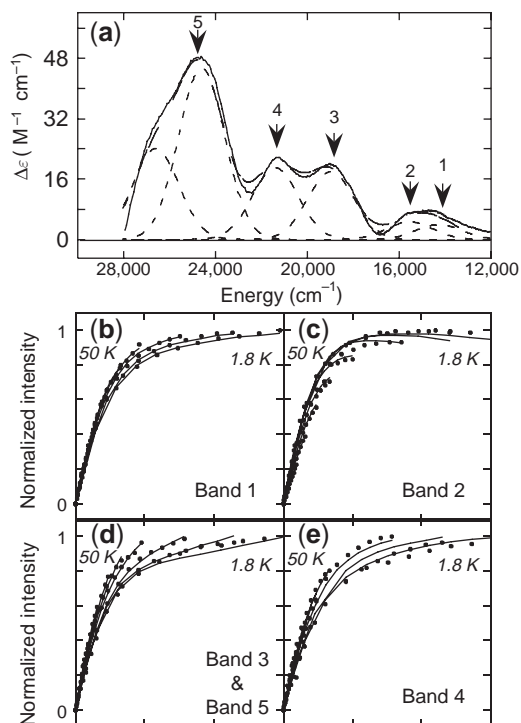 (a)
5
4
3
2
1
48
32
16
0
Δε ( M⁻¹ cm⁻¹)
28,000 24,000 20,000 16,000 12,000
Energy (cm⁻¹)
(b)
50 K
1.8 K
Band 1
(c)
50 K
1.8 K
Band 2
1
0
Normalized intensity
(d)
50 K
1.8 K
Band 3
&
Band 5
(e)
1.8 K
Band 4
50 K
1
0
Normalized intensity